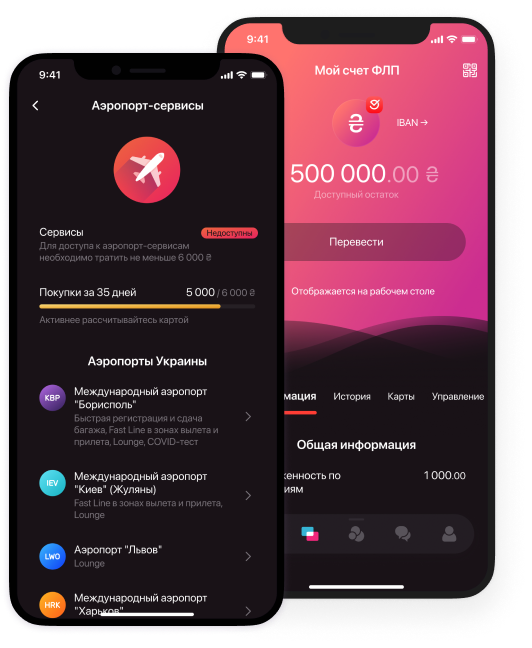 9:41
Аэропорт-сервисы
Сервисы
Недоступны
Для доступа к аэропорт-сервисам
необходимо тратить не меньше 6 000 ₴
Покупки за 35 дней
5 000 / 6 000 ₴
Активнее рассчитывайтесь картой
Аэропорты Украины
KBP
Международный аэропорт
"Борисполь"
Быстрая регистрация и сдача
багажа, Fast Line в зонах вылета и
прилета, Lounge, COVID-тест
IEV
Международный аэропорт
"Киев" (Жуляны)
Fast Line в зонах вылета и прилета,
Lounge
LWO
Аэропорт "Львов"
Lounge
HRK
Международный аэропорт
"Харьков"
9:41
Мой счет ФЛП
₴
IBAN →
500 000.00 ₴
Доступный остаток
Перевести
Отображается на рабочем столе
мация
История
Карты
Управление
Общая информация
женность по
иям
1 000.00